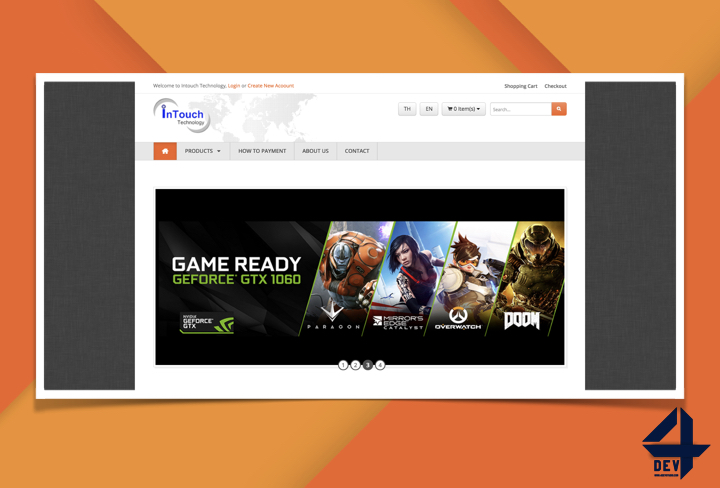 Welcome to Intouch Technology, Login or Create New Account
Shopping Cart Checkout
inTouch
Technology
TH EN 0 item(s) Search...
PRODUCTS HOW TO PAYMENT ABOUT US CONTACT
GAME READY
GEFORCE® GTX 1060
NVIDIA
GEFORCE®
GTX
PARAGON
MIRROR'S
EDGE
CATALYST
OVERWATCH
DOOM
1 2 3 4
4
DEV